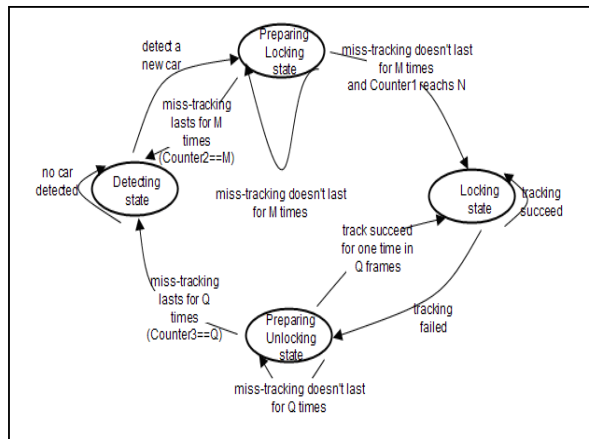 detect a
new car
Preparing
Locking
state
miss-tracking doesn't last
for M times
and Counter1 reachs N
miss-tracking
lasts for M
times
(Counter2==M)
no car
detected
Detecting
state
miss-tracking doesn't last
for M times
Locking
state
tracking
succeed
track succeed
for one time in
Q frames
miss-tracking
lasts for Q
times
(Counter3==Q)
Preparing
Unlocking
state
tracking
failed
miss-tracking doesn't last
for Q times